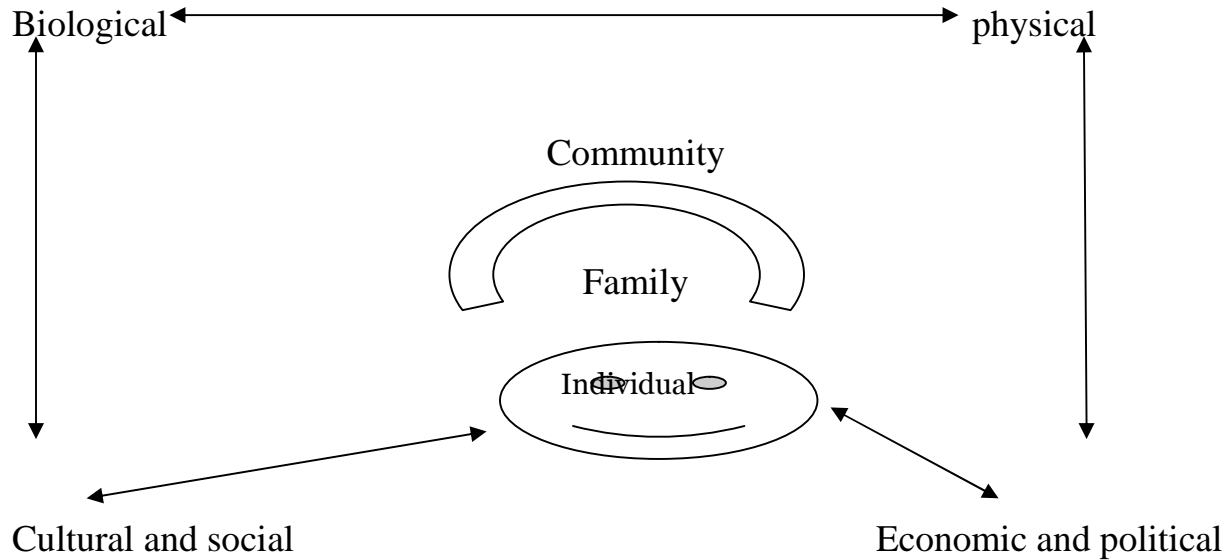 Biological physical
Community
Family
Individual
Cultural and social Economic and political